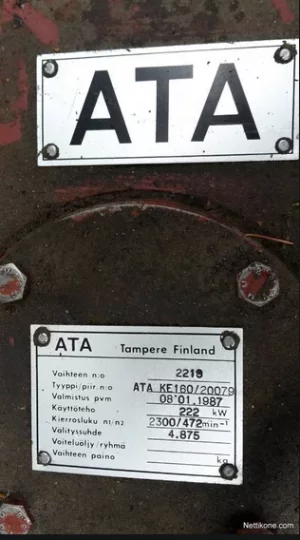 ATA
ATA Tampere Finland
Vaihteen n:o 2219
Tyyppi/piir.n:o ATA KE160/20079
Valmistus pvm 08 01.1987
Käyttöteho 222 kW
Kierrosluku n1/n2 2300/472 min-1
Välityssuhde 4.875
Voiteluöljy/ryhmä
Vaihteen paino kg
Nettikone.com